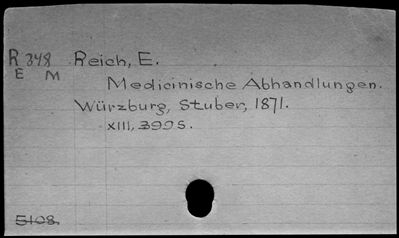 R 348 Reich, E.
E M
Medicinische Abhandlungen.
Würzburg, Stuber, 1871.
XIII, 399 S.
5108.